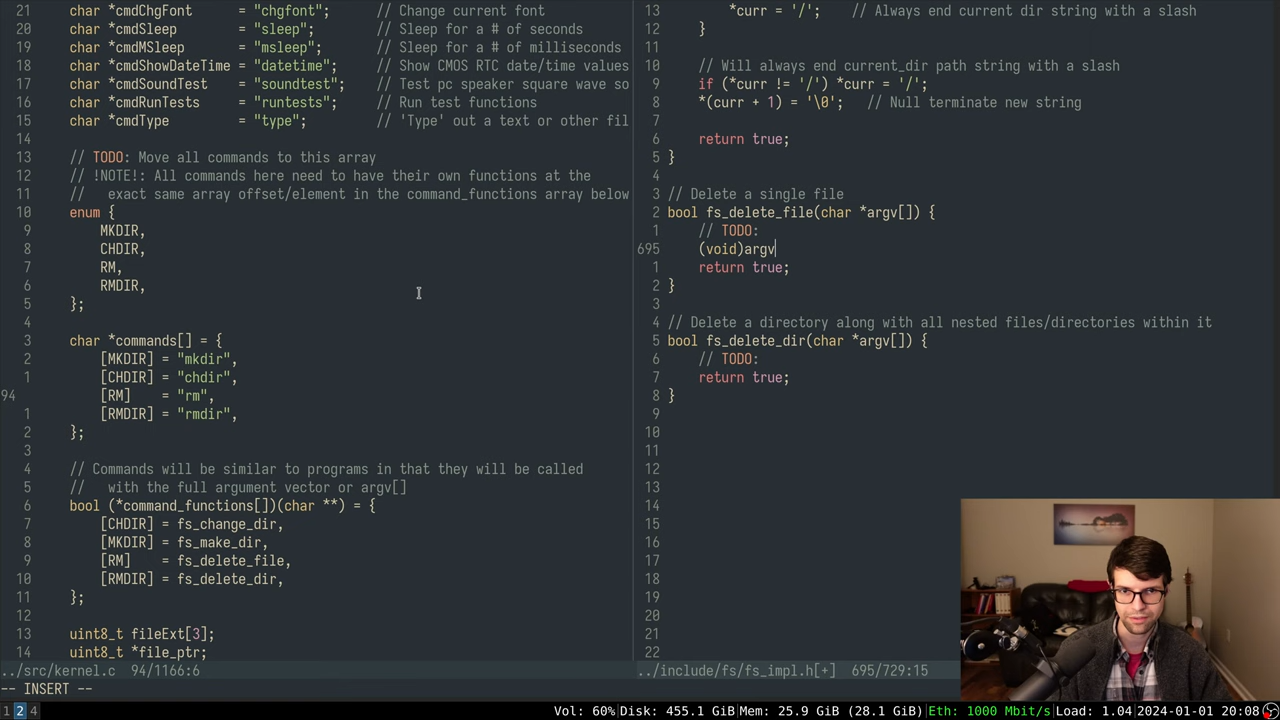 21 char *cmdChgFont = "chgfont"; // Change current font
20 char *cmdSleep = "sleep"; // Sleep for a # of seconds
19 char *cmdMSleep = "msleep"; // Sleep for a # of milliseconds
18 char *cmdShowDateTime = "datetime"; // Show CMOS RTC date/time values
17 char *cmdSoundTest = "soundtest"; // Test pc speaker square wave so
16 char *cmdRunTests = "runtests"; // Run test functions
15 char *cmdType = "type"; // 'Type' out a text or other fil
14
13 // TODO: Move all commands to this array
12 // !NOTE!: All commands here need to have their own functions at the
11 // exact same array offset/element in the command_functions array below
10 enum {
9 MKDIR,
8 CHDIR,
7 RM,
6 RMDIR,
5 };
4
3 char *commands[] = {
2 [MKDIR] = "mkdir",
1 [CHDIR] = "chdir",
94 [RM] = "rm",
1 [RMDIR] = "rmdir",
2 };
3
4 // Commands will be similar to programs in that they will be called
5 // with the full argument vector or argv[]
6 bool (*command_functions[])(char **) = {
7 [CHDIR] = fs_change_dir,
8 [MKDIR] = fs_make_dir,
9 [RM] = fs_delete_file,
10 [RMDIR] = fs_delete_dir,
11 };
12
13 uint8_t fileExt[3];
14 uint8_t *file_ptr;
../src/kernel.c 94/1166:6
13 *curr = '/'; // Always end current dir string with a slash
12 }
11
10 // Will always end current_dir path string with a slash
9 if (*curr != '/') *curr = '/';
8 *(curr + 1) = '\0'; // Null terminate new string
7
6 return true;
5 }
4
3 // Delete a single file
2 bool fs_delete_file(char *argv[]) {
1 // TODO:
695 (void)argv
1 return true;
2 }
3
4 // Delete a directory along with all nested files/directories within it
5 bool fs_delete_dir(char *argv[]) {
6 // TODO:
7 return true;
8 }
9
10
11
12
13
14
15
16
17
18
19
20
21
22
../include/fs/fs_impl.h[+] 695/729:15
-- INSERT --
1 2 4 Vol: 60%|Disk: 455.1 GiB|Mem: 25.9 GiB (28.1 GiB)|Eth: 1000 Mbit/s|Load: 1.04|2024-01-01 20:08